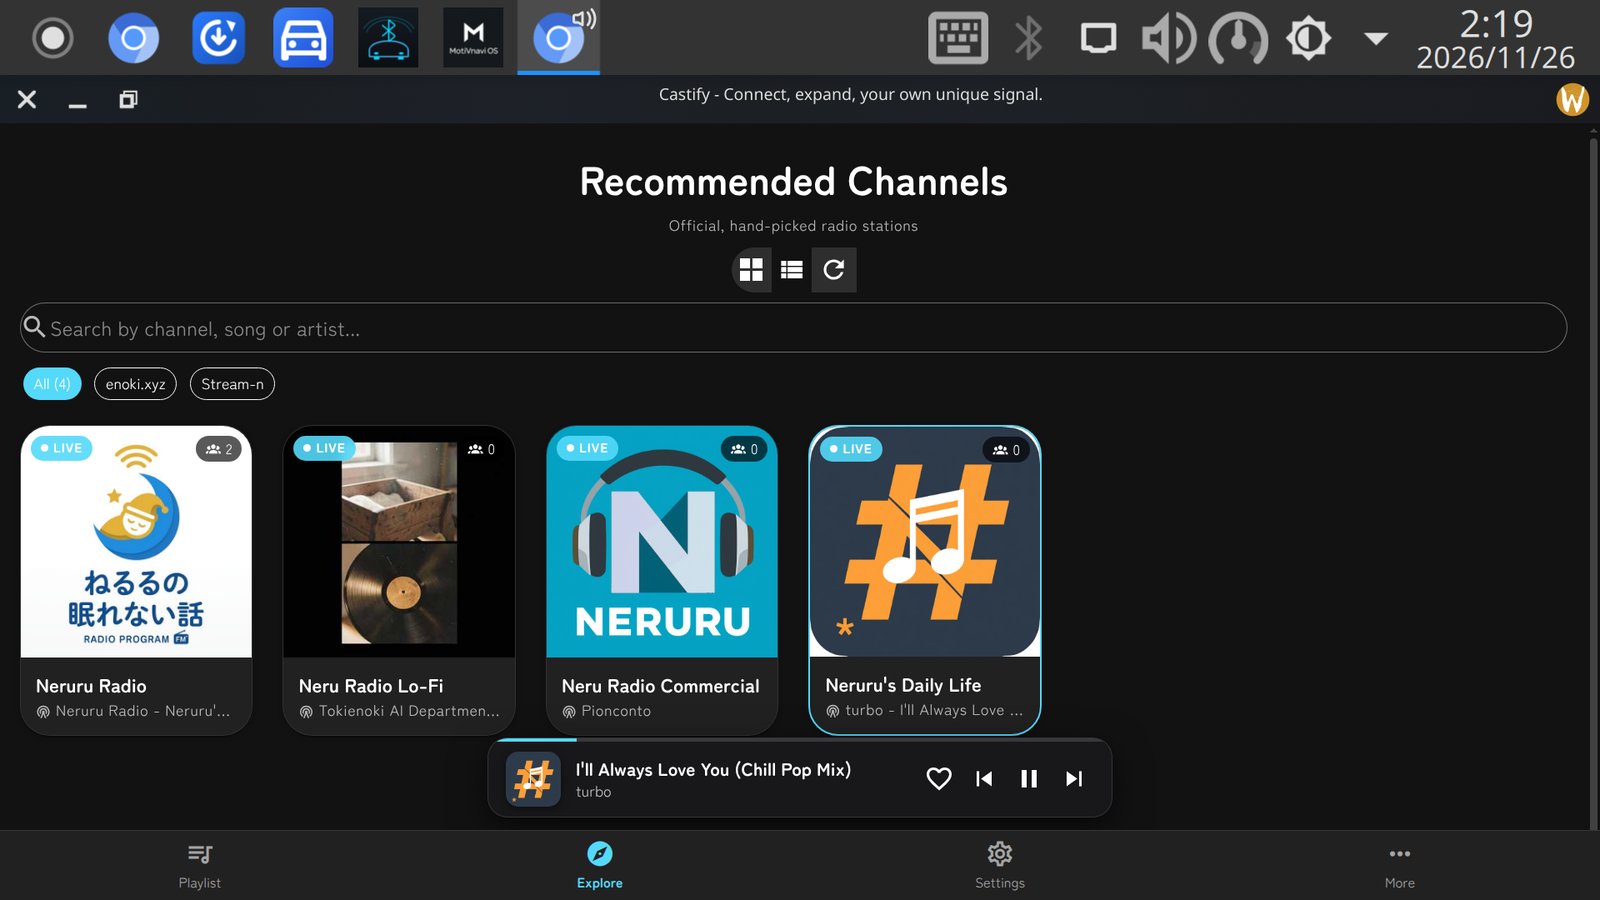 M
MotiVnavi OS
2:19
2026/11/26
Castify - Connect, expand, your own unique signal.
W
Recommended Channels
Official, hand-picked radio stations
Search by channel, song or artist...
All (4)
enoki.xyz
Stream-n
LIVE
2
ねるるの
眠れない話
RADIO PROGRAM FM
Neruru Radio
Neruru Radio - Neruru'...
LIVE
0
Neru Radio Lo-Fi
Tokienoki AI Departmen...
LIVE
0
N
NERURU
Neru Radio Commercial
Pionconto
LIVE
0
Neruru's Daily Life
turbo - I'll Always Love ...
I'll Always Love You (Chill Pop Mix)
turbo
Playlist
Explore
Settings
More